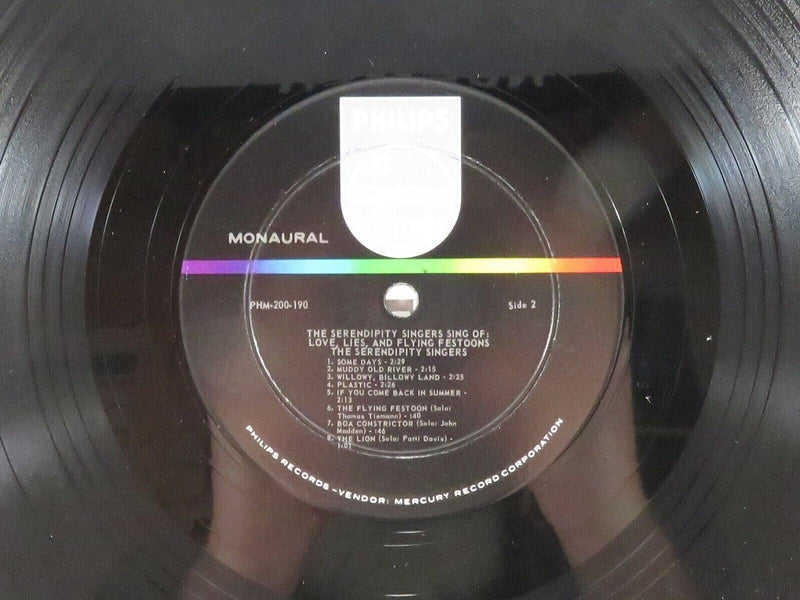 PHILIPS
MONAURAL
PHM-200-190
Side 2
THE SERENDIPITY SINGERS SING OF:
LOVE, LIES, AND FLYING FESTOONS
THE SERENDIPITY SINGERS
1. SOME DAYS - 2:29
2. MUDDY OLD RIVER - 2:15
3. WILLOWY, BILLOWY LAND - 2:25
4. PLASTIC - 2:26
5. IF YOU COME BACK IN SUMMER -
2:13
6. THE FLYING FESTOON (Solo:
Thomas Tiemann) - :40
7. BOA CONSTRICTOR (Solo: John
Madden) - :46
8. THE LION (Solo: Patti Davis) -
1:01
PHILIPS RECORDS-VENDOR: MERCURY RECORD CORPORATION